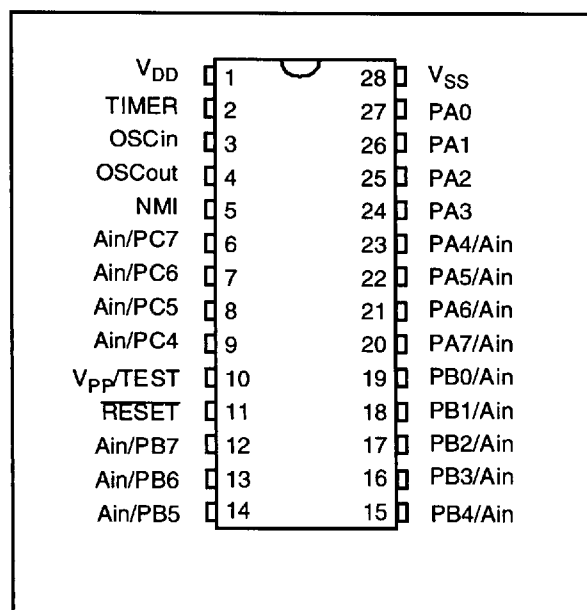 VDD 1 28 VSS
TIMER 2 27 PA0
OSCin 3 26 PA1
OSCout 4 25 PA2
NMI 5 24 PA3
Ain/PC7 6 23 PA4/Ain
Ain/PC6 7 22 PA5/Ain
Ain/PC5 8 21 PA6/Ain
Ain/PC4 9 20 PA7/Ain
VPP/TEST 10 19 PB0/Ain
RESET 11 18 PB1/Ain
Ain/PB7 12 17 PB2/Ain
Ain/PB6 13 16 PB3/Ain
Ain/PB5 14 15 PB4/Ain